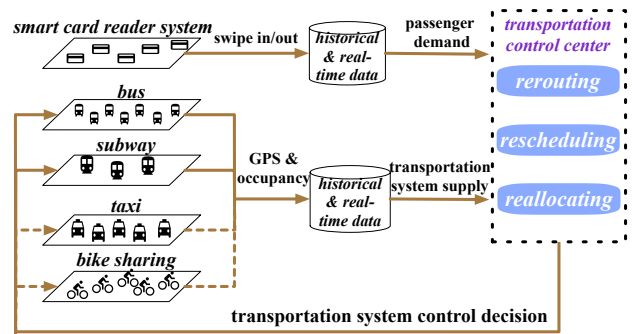 smart card reader system
swipe in/out
historical
& real-
time data
passenger
demand
transportation
control center
rerouting
rescheduling
reallocating
bus
subway
taxi
bike sharing
GPS &
occupancy
historical
& real-
time data
transportation
system supply
transportation system control decision